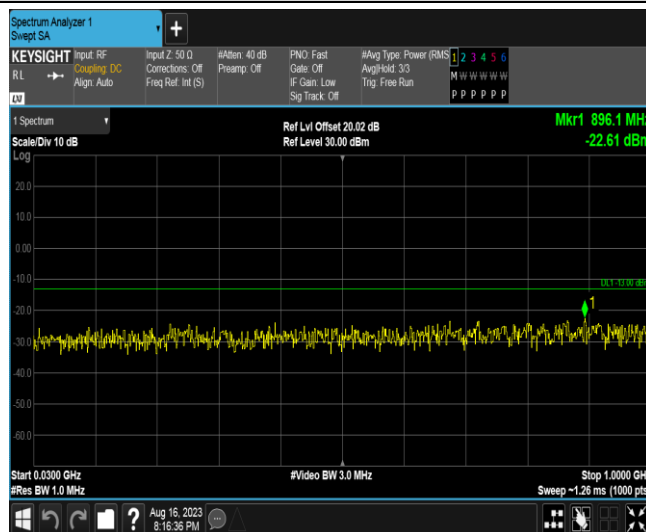 Spectrum Analyzer 1
Swept SA
+
KEYSIGHT
RL
LXI
Input: RF
Coupling: DC
Align: Auto
Input Z: 50 Ω
Corrections: Off
Freq Ref: Int (S)
#Atten: 40 dB
Preamp: Off
PNO: Fast
Gate: Off
IF Gain: Low
Sig Track: Off
#Avg Type: Power (RMS
Avg|Hold: 3/3
Trig: Free Run
1 2 3 4 5 6
M W W W W W
P P P P P P
1 Spectrum
Scale/Div 10 dB
Log
Ref Lvl Offset 20.02 dB
Ref Level 30.00 dBm
Mkr1 896.1 MHz
-22.61 dBm
20.0
10.0
0.00
-10.0
-20.0
-30.0
-40.0
-50.0
-60.0
DL1 -13.00 dBm
1
Start 0.0300 GHz
#Res BW 1.0 MHz
#Video BW 3.0 MHz
Stop 1.0000 GHz
Sweep ~1.26 ms (1000 pts)
?
Aug 16, 2023
8:16:36 PM